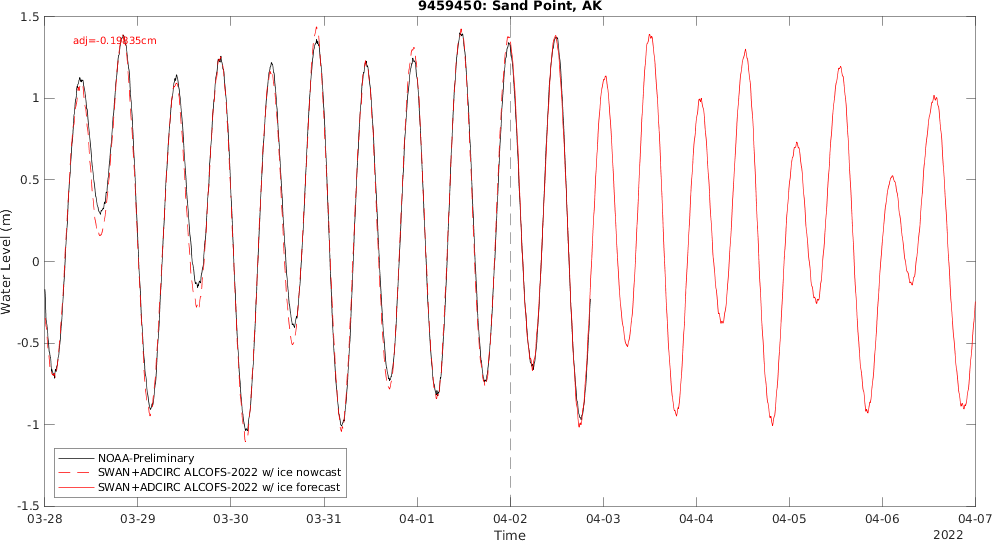 9459450: Sand Point, AK
adj=-0.19835cm
1.5
1
0.5
0
-0.5
-1
-1.5
Water Level (m)
NOAA-Preliminary
SWAN+ADCIRC ALCOFS-2022 w/ ice nowcast
SWAN+ADCIRC ALCOFS-2022 w/ ice forecast
03-28 03-29 03-30 03-31 04-01 04-02 04-03 04-04 04-05 04-06 04-07
Time
2022